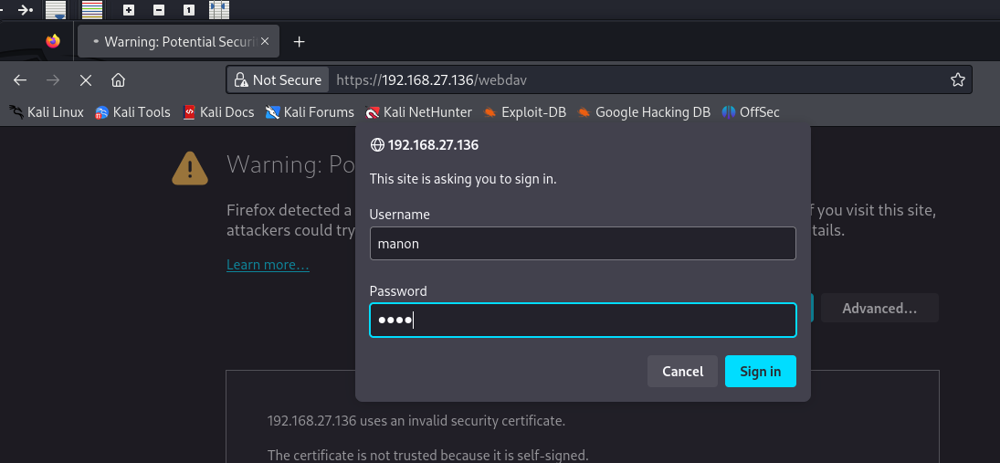 1
Warning: Potential Securi
Not Secure https://192.168.27.136/webdav
Kali Linux Kali Tools Kali Docs Kali Forums Kali NetHunter Exploit-DB Google Hacking DB OffSec
192.168.27.136
This site is asking you to sign in.
Username
manon
Password
••••
Cancel Sign in
Warning: Po
Firefox detected a f you visit this site,
attackers could try tails.
Learn more…
Advanced…
192.168.27.136 uses an invalid security certificate.
The certificate is not trusted because it is self-signed.